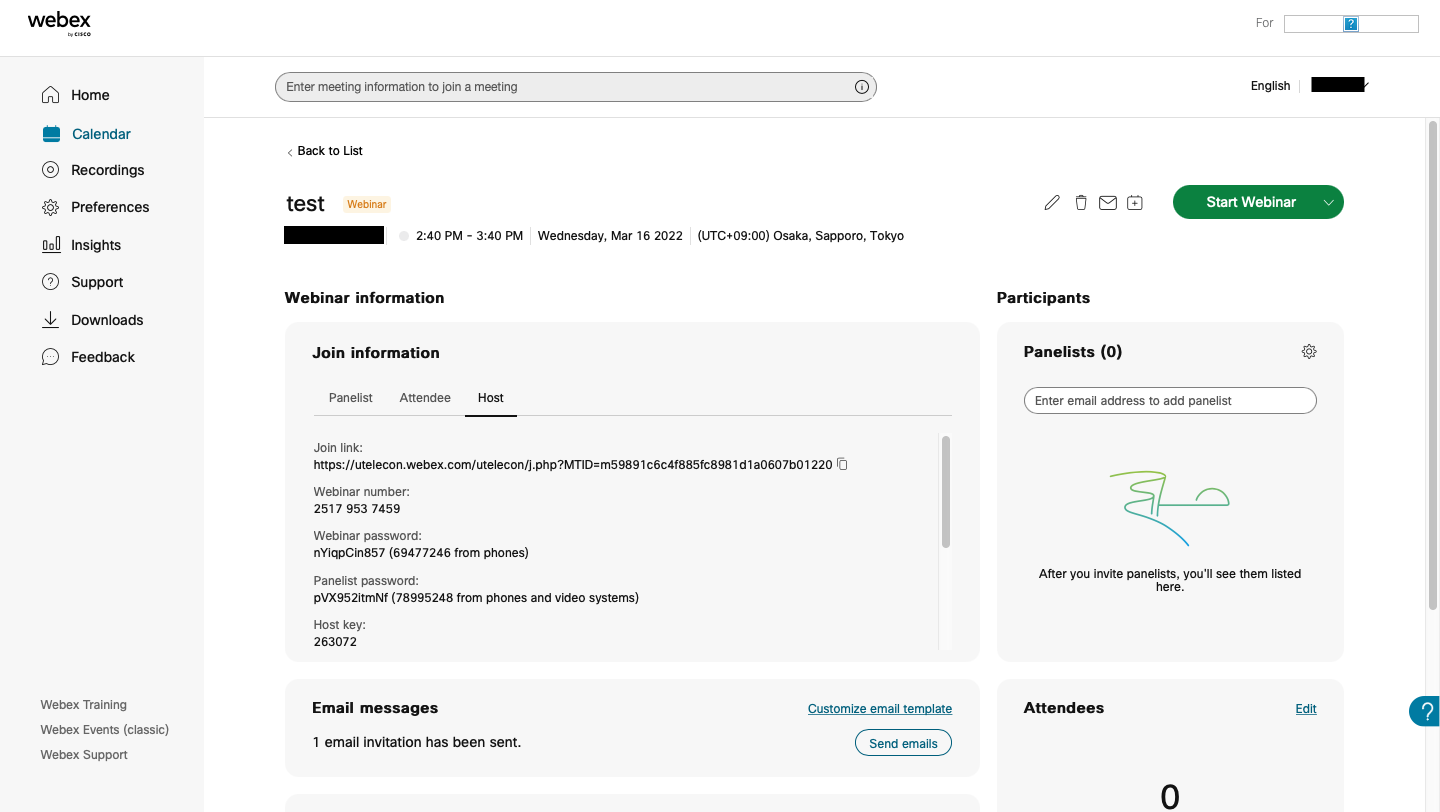 webex
by CISCO
For
?
Enter meeting information to join a meeting
English
Home
Calendar
Recordings
Preferences
Insights
Support
Downloads
Feedback
Webex Training
Webex Events (classic)
Webex Support
Back to List
test Webinar
Start Webinar
2:40 PM - 3:40 PM Wednesday, Mar 16 2022 (UTC+09:00) Osaka, Sapporo, Tokyo
Webinar information
Join information
Panelist Attendee Host
Join link:
https://utelecon.webex.com/utelecon/j.php?MTID=m59891c6c4f885fc8981d1a0607b01220
Webinar number:
2517 953 7459
Webinar password:
nYiqpCin857 (69477246 from phones)
Panelist password:
pVX952itmNf (78995248 from phones and video systems)
Host key:
263072
Email messages
Customize email template
1 email invitation has been sent.
Send emails
Participants
Panelists (0)
Enter email address to add panelist
After you invite panelists, you'll see them listed
here.
Attendees
Edit
0
?